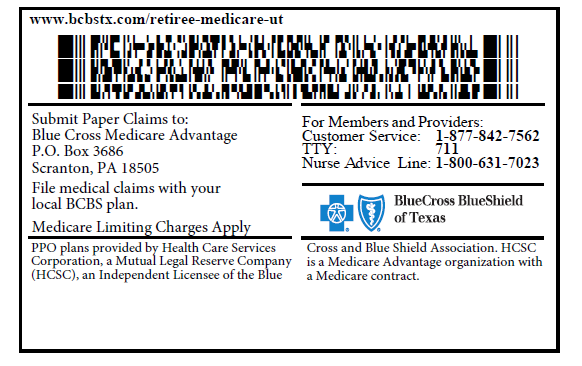 www.bcbstx.com/retiree-medicare-ut
Submit Paper Claims to:
Blue Cross Medicare Advantage
P.O. Box 3686
Scranton, PA 18505
File medical claims with your
local BCBS plan.
Medicare Limiting Charges Apply
For Members and Providers:
Customer Service: 1-877-842-7562
TTY: 711
Nurse Advice Line: 1-800-631-7023
BlueCross BlueShield
of Texas
PPO plans provided by Health Care Services
Corporation, a Mutual Legal Reserve Company
(HCSC), an Independent Licensee of the Blue
Cross and Blue Shield Association. HCSC
is a Medicare Advantage organization with
a Medicare contract.